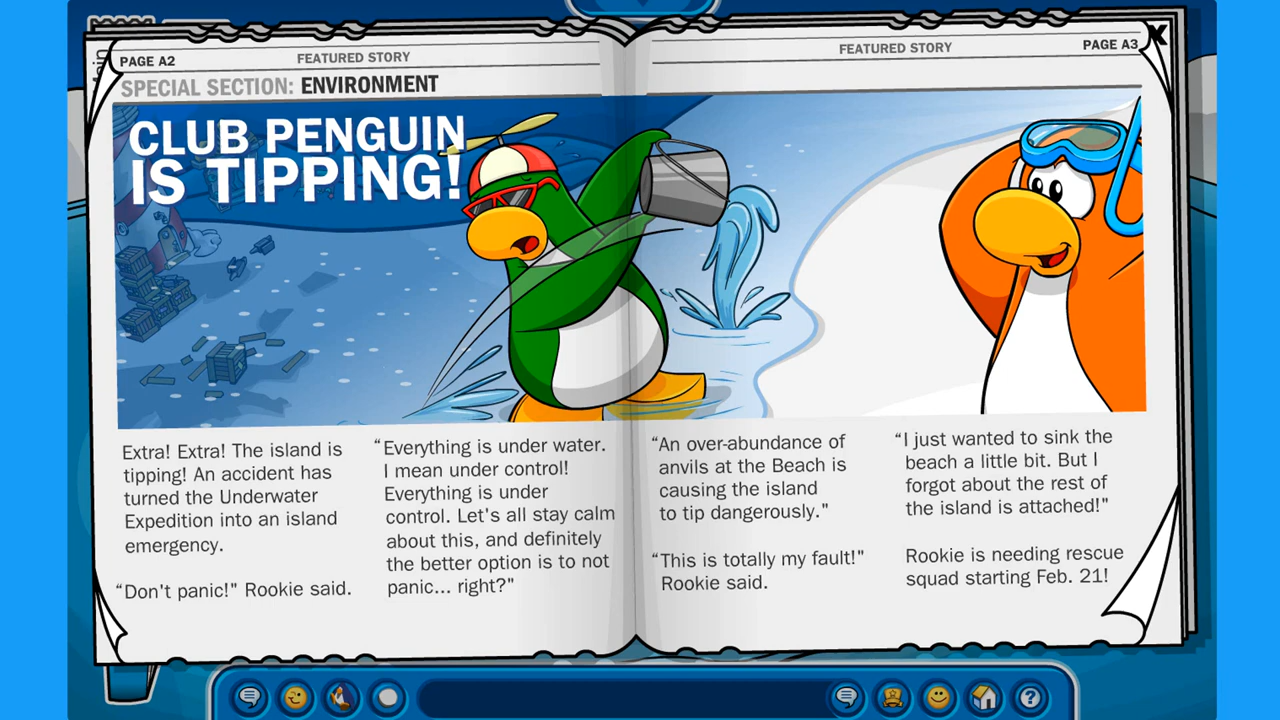 PAGE A2
FEATURED STORY
SPECIAL SECTION: ENVIRONMENT
CLUB PENGUIN
IS TIPPING!
Extra! Extra! The island is
tipping! An accident has
turned the Underwater
Expedition into an island
emergency.
“Don't panic!" Rookie said.
“Everything is under water.
I mean under control!
Everything is under
control. Let's all stay calm
about this, and definitely
the better option is to not
panic... right?"
FEATURED STORY
PAGE A3
X
“An over-abundance of
anvils at the Beach is
causing the island
to tip dangerously."
“This is totally my fault!"
Rookie said.
“I just wanted to sink the
beach a little bit. But I
forgot about the rest of
the island is attached!"
Rookie is needing rescue
squad starting Feb. 21!
?